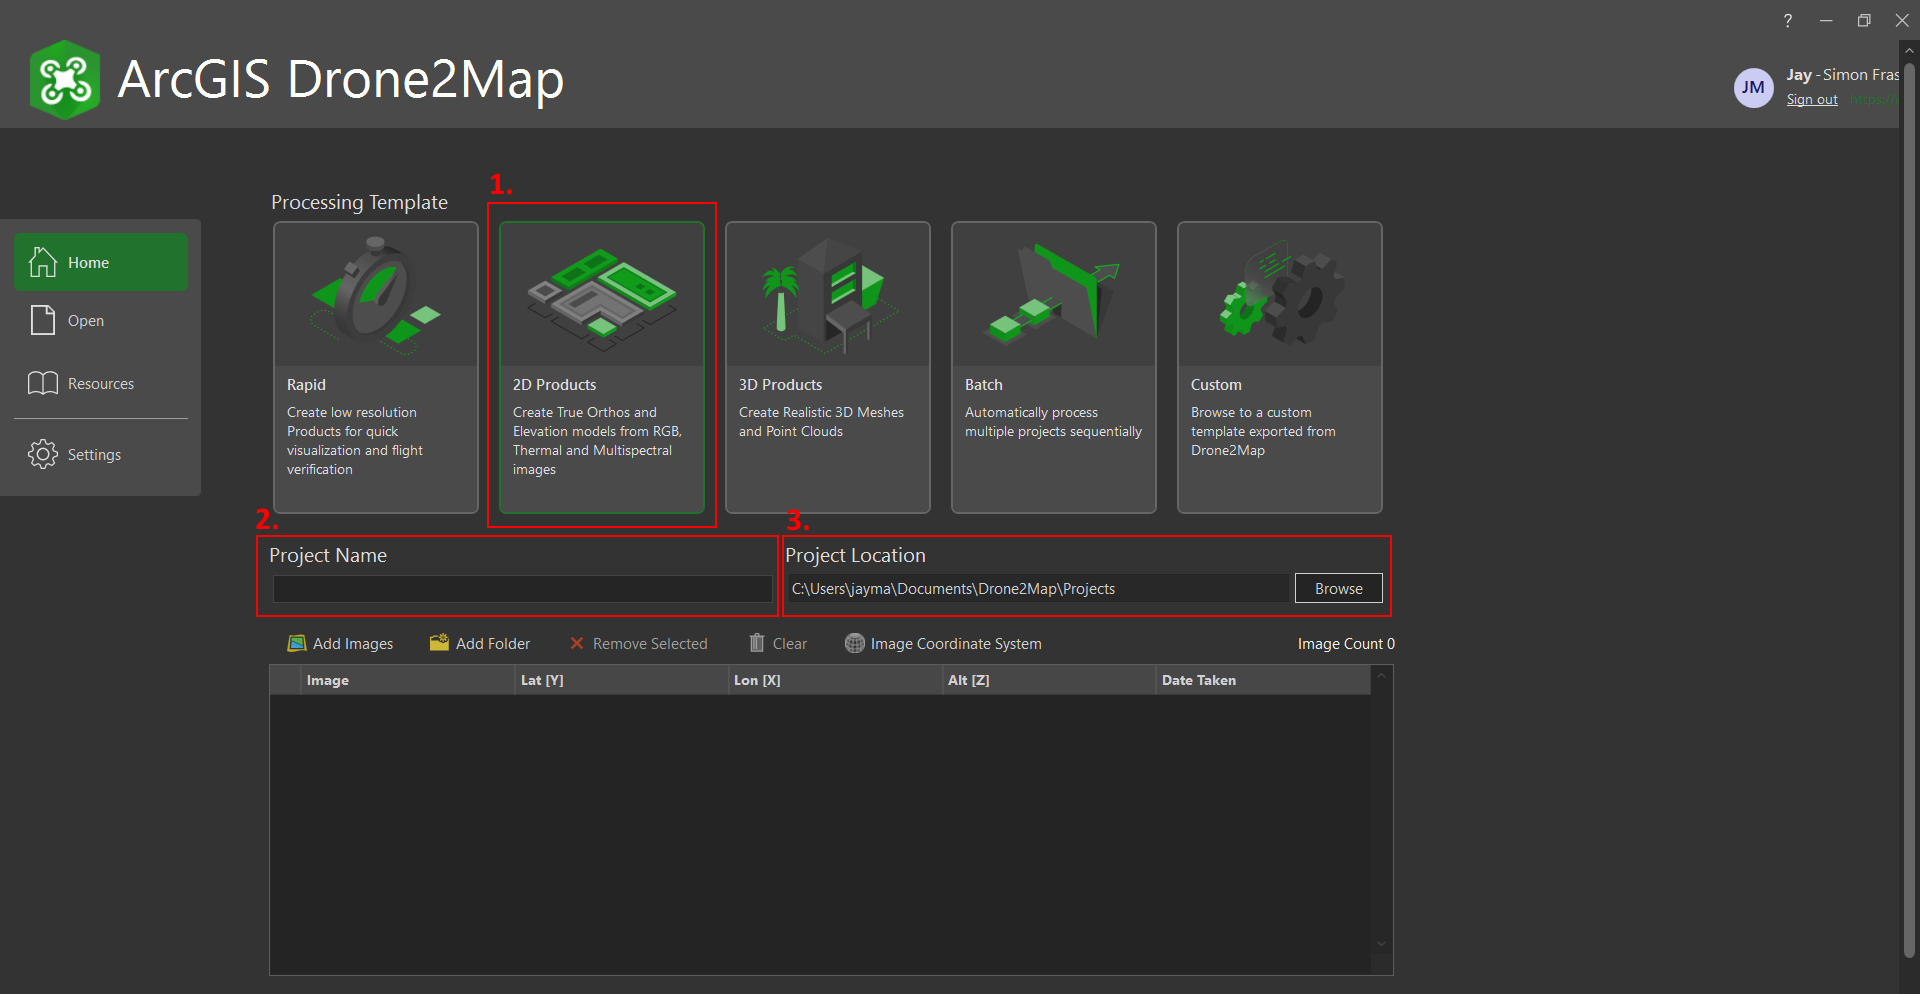 ?
ArcGIS Drone2Map
JM
Jay - Simon Fras
Sign out
1.
Processing Template
Home
Open
Resources
Settings
Rapid
Create low resolution
Products for quick
visualization and flight
verification
2D Products
Create True Orthos and
Elevation models from RGB,
Thermal and Multispectral
images
3D Products
Create Realistic 3D Meshes
and Point Clouds
Batch
Automatically process
multiple projects sequentially
Custom
Browse to a custom
template exported from
Drone2Map
2.
Project Name
3.
Project Location
C:\Users\jayma\Documents\Drone2Map\Projects
Browse
Add Images Add Folder Remove Selected Clear Image Coordinate System Image Count 0
Image Lat [Y] Lon [X] Alt [Z] Date Taken